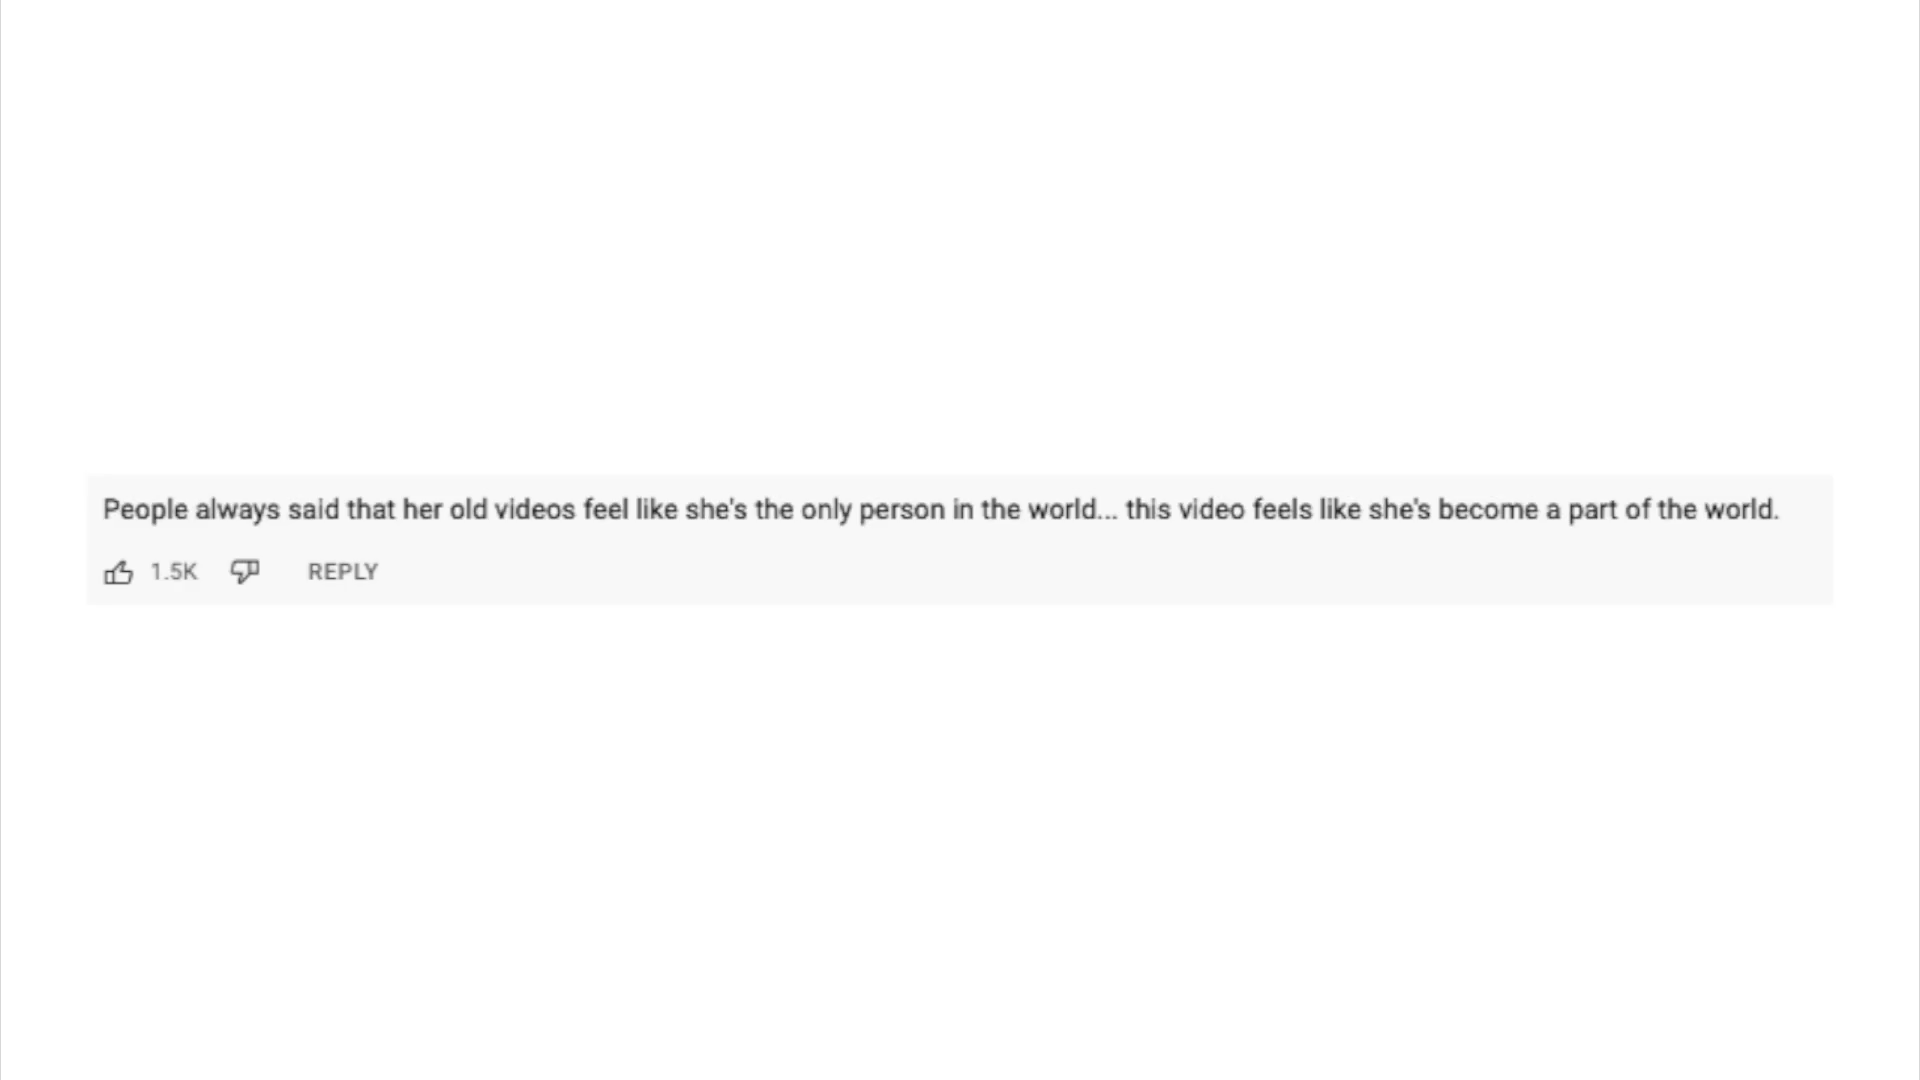 People always said that her old videos feel like she's the only person in the world... this video feels like she's become a part of the world.
1.5K REPLY